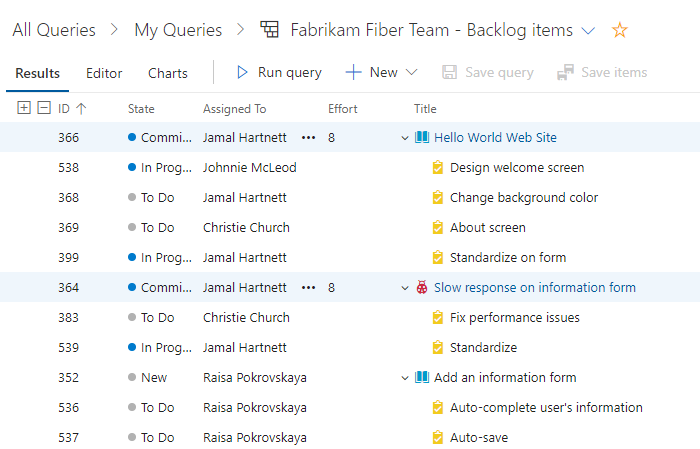 All Queries > My Queries > Fabrikam Fiber Team - Backlog items
Results Editor Charts Run query New Save query Save items
ID State Assigned To Effort Title
366 Commi... Jamal Hartnett ••• 8 Hello World Web Site
538 In Prog... Johnnie McLeod Design welcome screen
368 To Do Jamal Hartnett Change background color
369 To Do Christie Church About screen
399 In Prog... Jamal Hartnett Standardize on form
364 Commi... Jamal Hartnett ••• 8 Slow response on information form
383 To Do Christie Church Fix performance issues
539 In Prog... Jamal Hartnett Standardize
352 New Raisa Pokrovskaya Add an information form
536 To Do Raisa Pokrovskaya Auto-complete user's information
537 To Do Raisa Pokrovskaya Auto-save